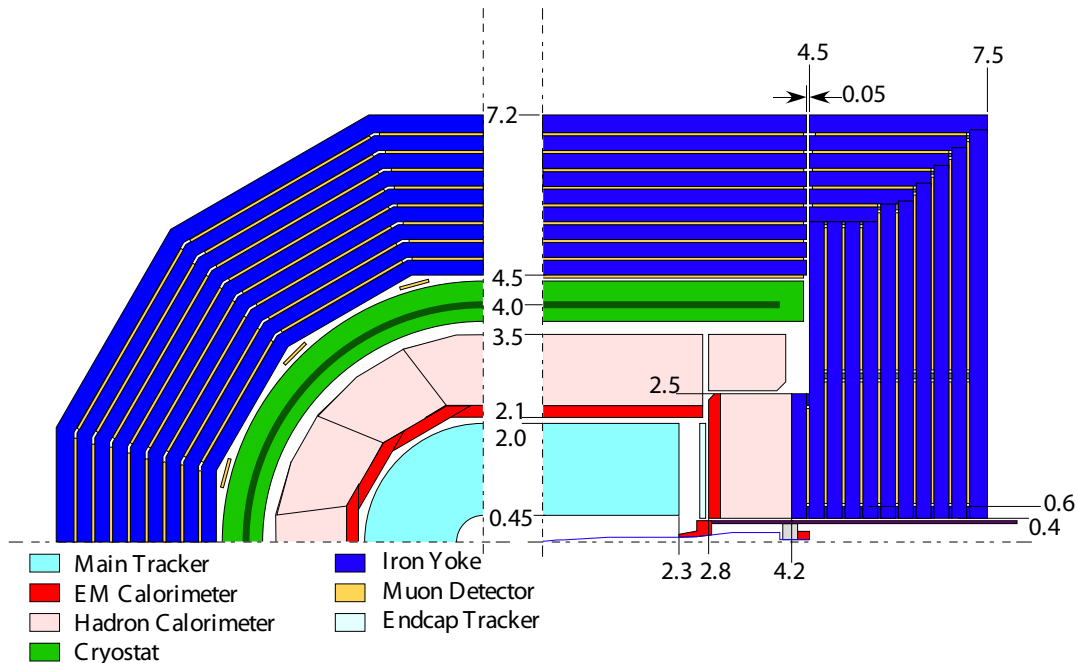 4.5
7.5
0.05
7.2
4.5
4.0
3.5
2.5
2.1
2.0
0.45
0.6
0.4
2.3 2.8 4.2
Main Tracker
EM Calorimeter
Hadron Calorimeter
Cryostat
Iron Yoke
Muon Detector
Endcap Tracker